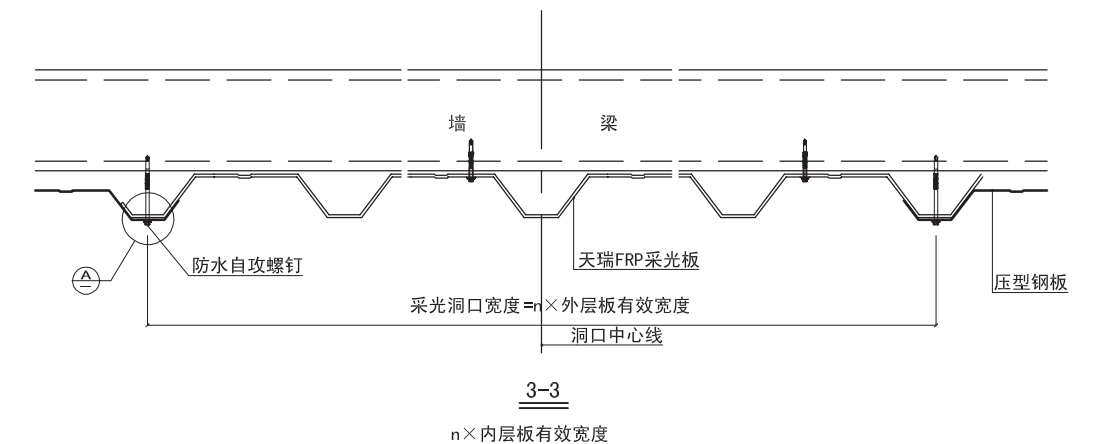 墙 梁
防水自攻螺钉
天瑞FRP采光板
A
压型钢板
采光洞口宽度=n×外层板有效宽度
洞口中心线
3-3
n×内层板有效宽度